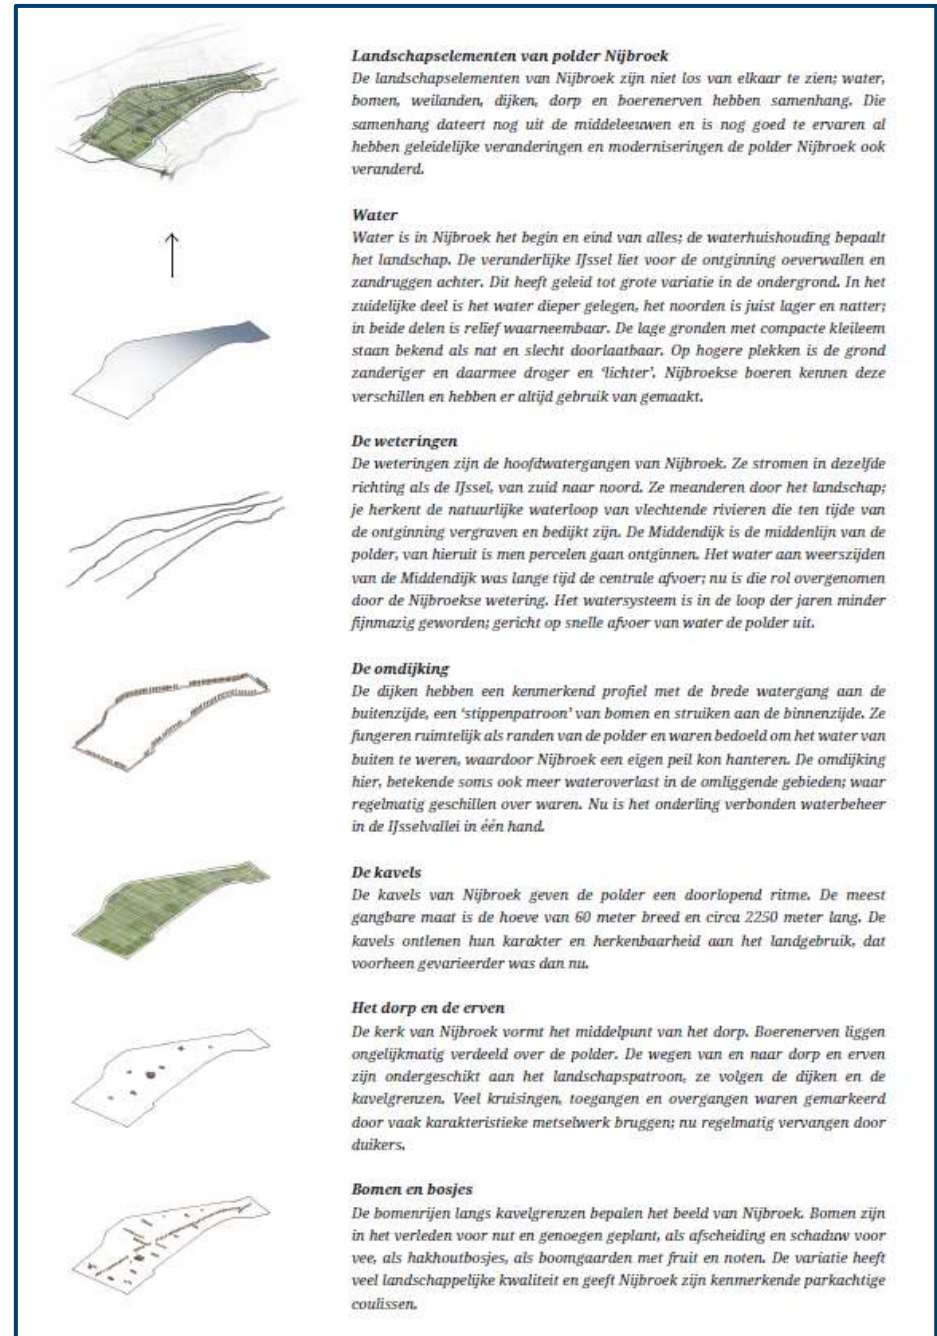 Landschapselementen van polder Nijbroek
De landschapselementen van Nijbroek zijn niet los van elkaar te zien; water,
bomen, weilanden, dijken, dorp en boerenerven hebben samenhang. Die
samenhang dateert nog uit de middeleeuwen en is nog goed te ervaren al
hebben geleidelijke veranderingen en moderniseringen de polder Nijbroek ook
veranderd.
Water
Water is in Nijbroek het begin en eind van alles; de waterhuishouding bepaalt
het landschap. De veranderlijke IJssel liet voor de ontginning oeverwallen en
zandruggen achter. Dit heeft geleid tot grote variatie in de ondergrond. In het
zuidelijke deel is het water dieper gelegen, het noorden is juist lager en natter;
in beide delen is reliëf waarneembaar. De lage gronden met compacte kleileem
staan bekend als nat en slecht doorlaatbaar. Op hogere plekken is de grond
zanderiger en daarmee droger en ‘lichter’. Nijbroekse boeren kennen deze
verschillen en hebben er altijd gebruik van gemaakt.
De weteringen
De weteringen zijn de hoofdwatergangen van Nijbroek. Ze stromen in dezelfde
richting als de IJssel, van zuid naar noord. Ze meanderen door het landschap;
je herkent de natuurlijke waterloop van vlechtende rivieren die ten tijde van
de ontginning vergraven en bedijkt zijn. De Middendijk is de middenlijn van de
polder, van hieruit is men percelen gaan ontginnen. Het water aan weerszijden
van de Middendijk was lange tijd de centrale afvoer; nu is die rol overgenomen
door de Nijbroekse wetering. Het watersysteem is in de loop der jaren minder
fijnmazig geworden; gericht op snelle afvoer van water de polder uit.
De omdijking
De dijken hebben een kenmerkend profiel met de brede watergang aan de
buitenzijde, een ‘stippenpatroon’ van bomen en struiken aan de binnenzijde. Ze
fungeren ruimtelijk als randen van de polder en waren bedoeld om het water van
buiten te weren, waardoor Nijbroek een eigen peil kon hanteren. De omdijking
hier, betekende soms ook meer wateroverlast in de omliggende gebieden; waar
regelmatig geschillen over waren. Nu is het onderling verbonden waterbeheer
in de IJsselvallei in één hand.
De kavels
De kavels van Nijbroek geven de polder een doorlopend ritme. De meest
gangbare maat is de hoeve van 60 meter breed en circa 2250 meter lang. De
kavels ontlenen hun karakter en herkenbaarheid aan het landgebruik, dat
voorheen gevarieerder was dan nu.
Het dorp en de erven
De kerk van Nijbroek vormt het middelpunt van het dorp. Boerenerven liggen
ongelijkmatig verdeeld over de polder. De wegen van en naar dorp en erven
zijn ondergeschikt aan het landschapspatroon, ze volgen de dijken en de
kavelgrenzen. Veel kruisingen, toegangen en overgangen waren gemarkeerd
door vaak karakteristieke metselwerk bruggen; nu regelmatig vervangen door
duikers.
Bomen en bosjes
De bomenrijen langs kavelgrenzen bepalen het beeld van Nijbroek. Bomen zijn
in het verleden voor nut en genoegen geplant, als afscheiding en schaduw voor
vee, als hakhoutbosjes, als boomgaarden met fruit en noten. De variatie heeft
veel landschappelijke kwaliteit en geeft Nijbroek zijn kenmerkende parkachtige
coulissen.